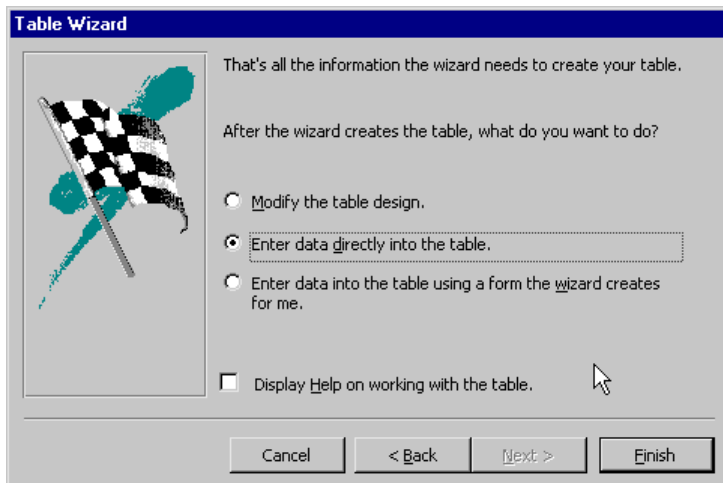 Table Wizard
That's all the information the wizard needs to create your table.
After the wizard creates the table, what do you want to do?
Modify the table design.
Enter data directly into the table.
Enter data into the table using a form the wizard creates
for me.
Display Help on working with the table.
Cancel
< Back
Next >
Finish